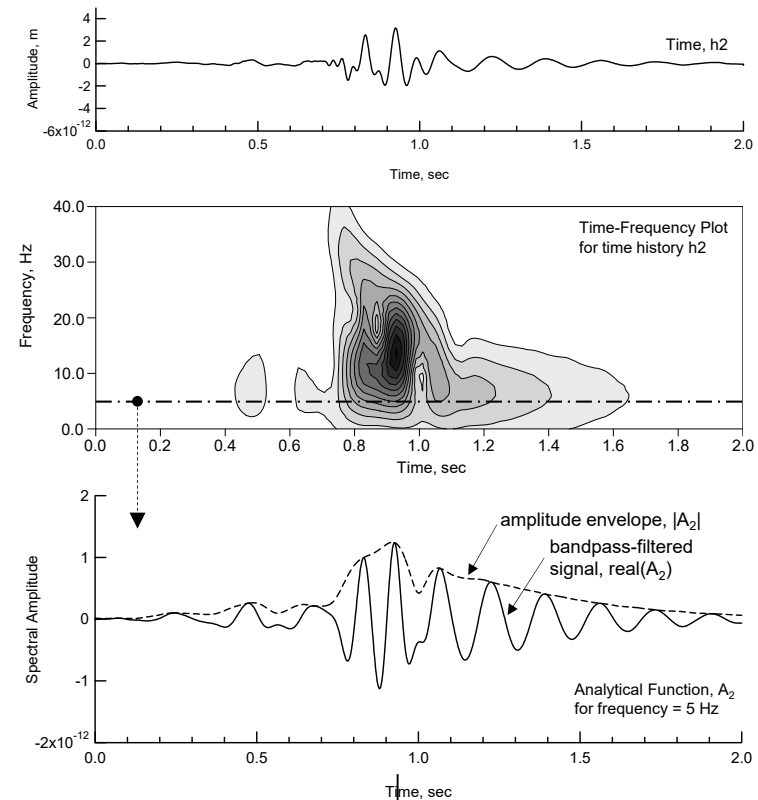 4
2
0
-2
-4
-6x10-12
Amplitude, m
Time, h2
0.0 0.5 1.0 1.5 2.0
Time, sec
40.0
30.0
20.0
10.0
0.0
Frequency, Hz
Time-Frequency Plot
for time history h2
0.0 0.2 0.4 0.6 0.8 1.0 1.2 1.4 1.6 1.8 2.0
Time, sec
2
1
0
-1
-2x10-12
Spectral Amplitude
amplitude envelope, |A2|
bandpass-filtered
signal, real(A2)
Analytical Function, A2
for frequency = 5 Hz
0.0 0.5 1.0 1.5 2.0
Time, sec